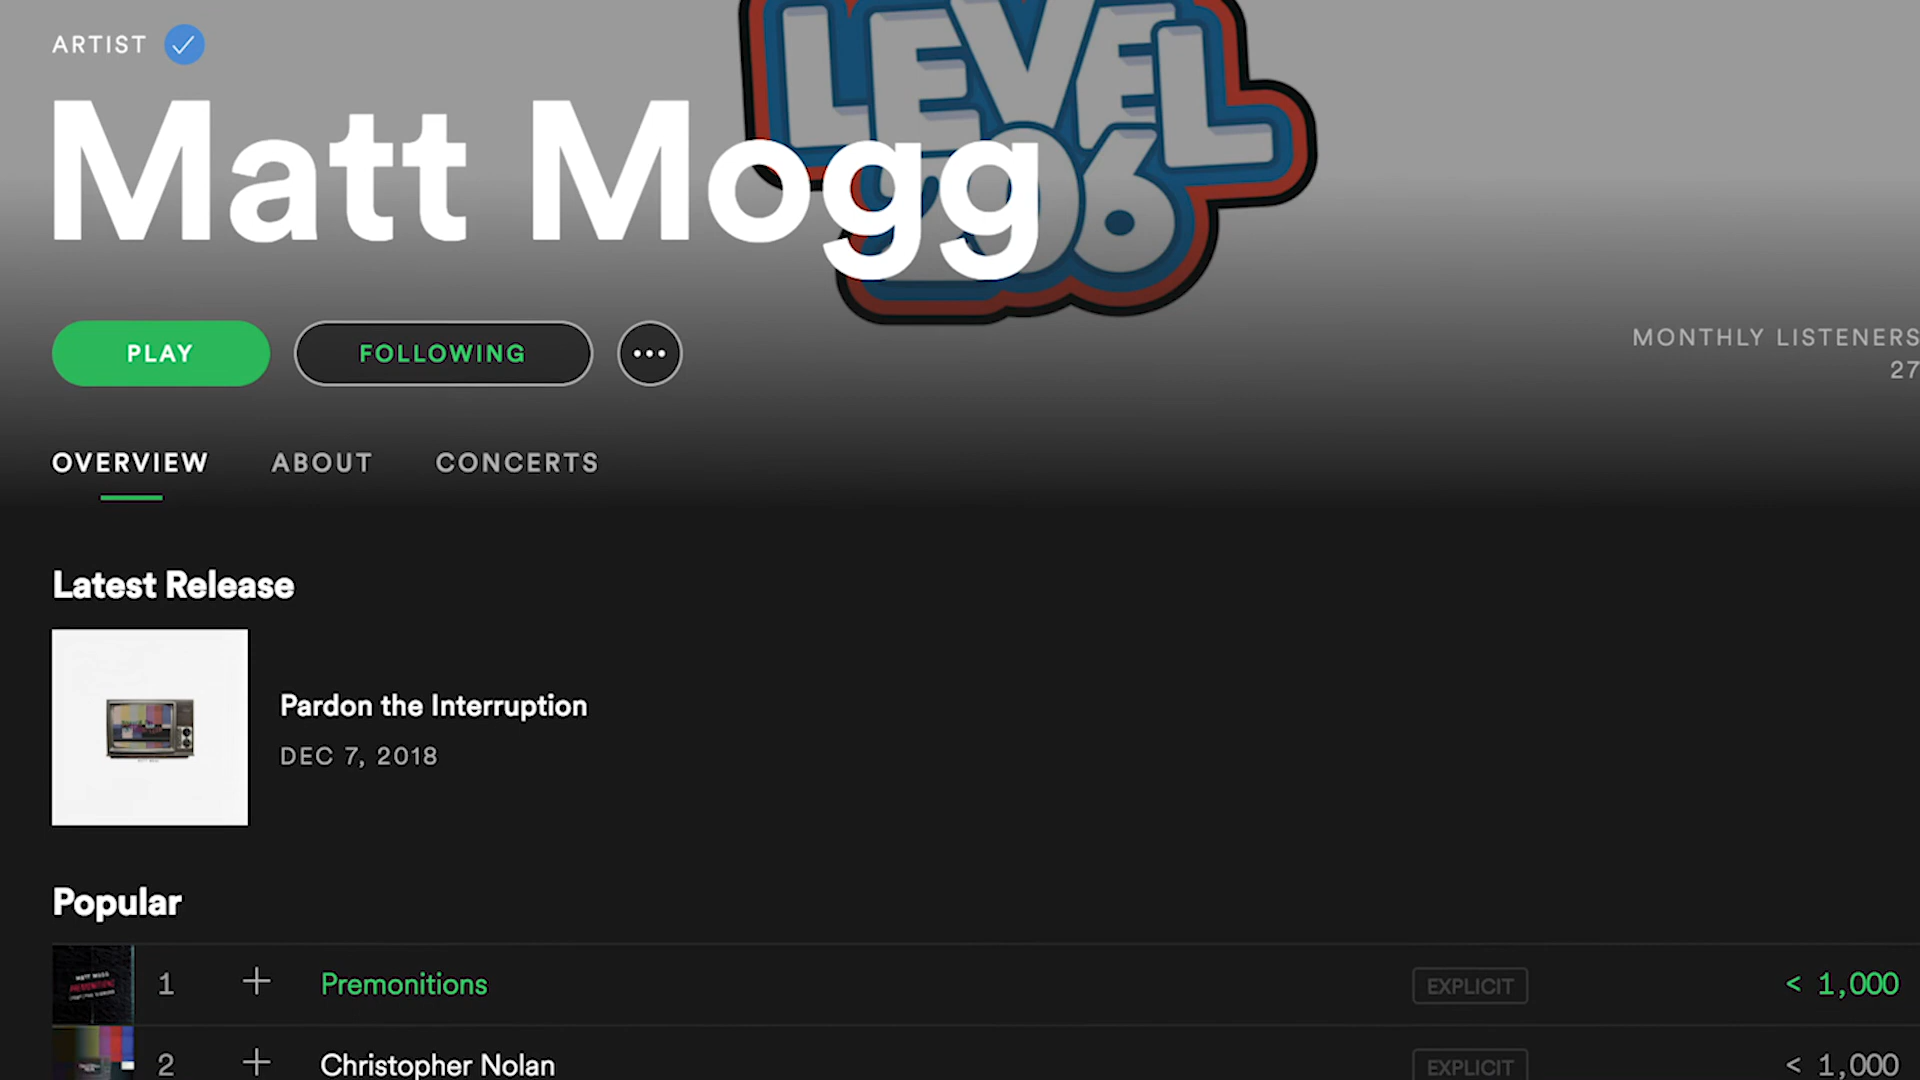 ARTIST
LEVEL
Matt Mogg
PLAY
FOLLOWING
MONTHLY LISTENERS
27
OVERVIEW ABOUT CONCERTS
Latest Release
Pardon the Interruption
DEC 7, 2018
Popular
1 + Premonitions EXPLICIT < 1,000
2 + Christopher Nolan EXPLICIT < 1,000